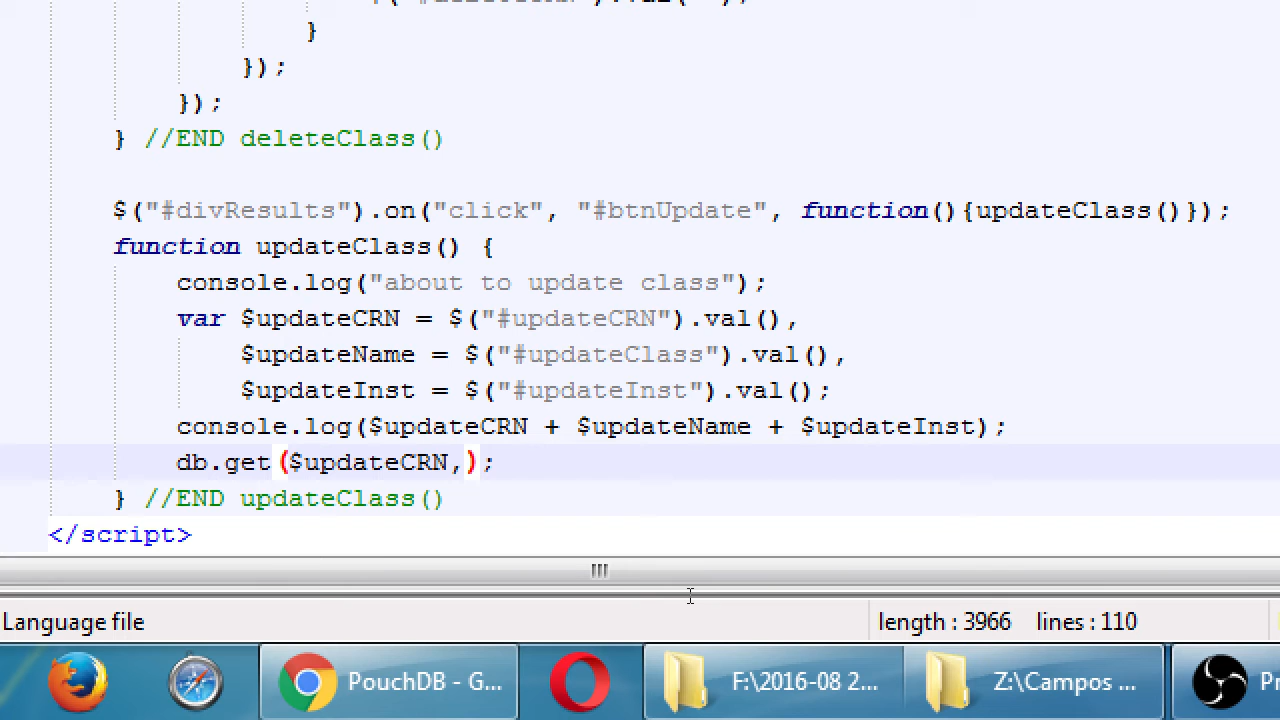 }
});
});
} //END deleteClass()
$("#divResults").on("click", "#btnUpdate", function(){updateClass()});
function updateClass() {
console.log("about to update class");
var $updateCRN = $("#updateCRN").val(),
$updateName = $("#updateClass").val(),
$updateInst = $("#updateInst").val();
console.log($updateCRN + $updateName + $updateInst);
db.get($updateCRN,);
} //END updateClass()
</script>
Language file length : 3966 lines : 110
PouchDB - G... F:\2016-08 2... Z:\Campos ... Pr